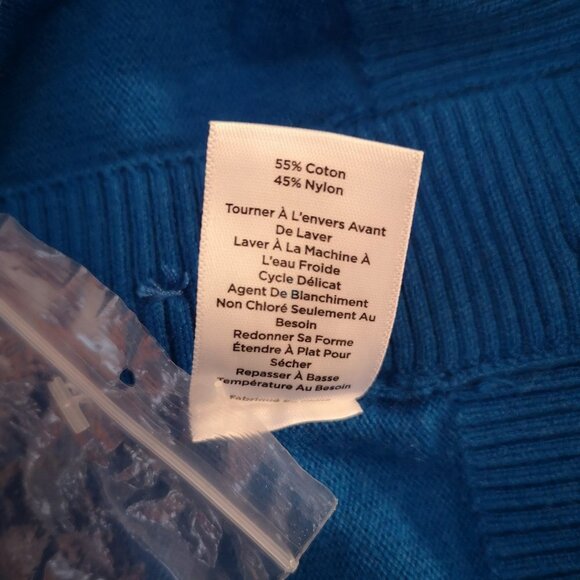 55% Coton
45% Nylon
Tourner À L'envers Avant
De Laver
Laver À La Machine À
L'eau Froide
Cycle Délicat
Agent De Blanchiment
Non Chloré Seulement Au
Besoin
Redonner Sa Forme
Étendre À Plat Pour
Sécher
Repasser À Basse
Température Au Besoin
Fabriqué